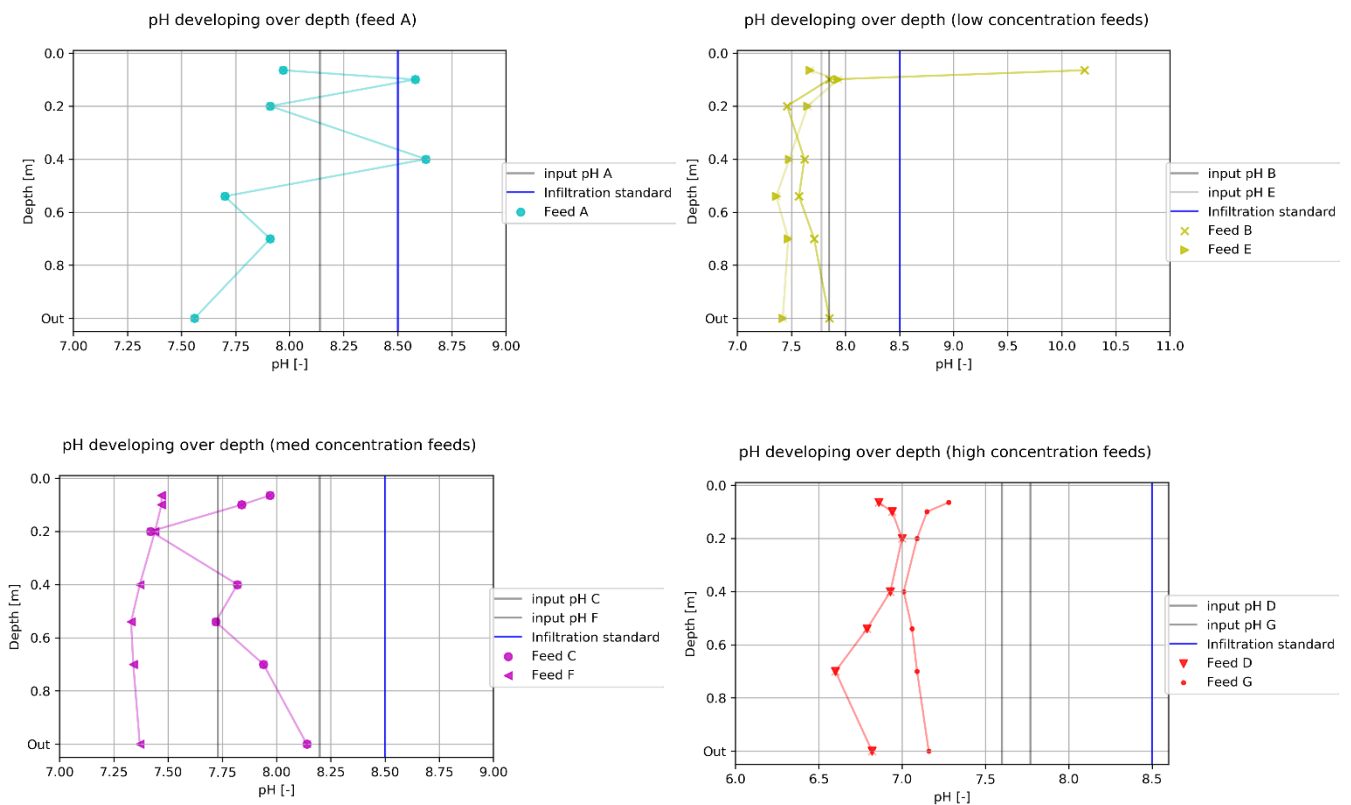 pH developing over depth (feed A)
0.0
0.2
0.4
0.6
0.8
Out
Depth [m]
7.00 7.25 7.50 7.75 8.00 8.25 8.50 8.75 9.00
pH [-]
input pH A
Infiltration standard
Feed A
pH developing over depth (low concentration feeds)
0.0
0.2
0.4
0.6
0.8
Out
Depth [m]
7.0 7.5 8.0 8.5 9.0 9.5 10.0 10.5 11.0
pH [-]
input pH B
input pH E
Infiltration standard
Feed B
Feed E
pH developing over depth (med concentration feeds)
0.0
0.2
0.4
0.6
0.8
Out
Depth [m]
7.00 7.25 7.50 7.75 8.00 8.25 8.50 8.75 9.00
pH [-]
input pH C
input pH F
Infiltration standard
Feed C
Feed F
pH developing over depth (high concentration feeds)
0.0
0.2
0.4
0.6
0.8
Out
Depth [m]
6.0 6.5 7.0 7.5 8.0 8.5
pH [-]
input pH D
input pH G
Infiltration standard
Feed D
Feed G